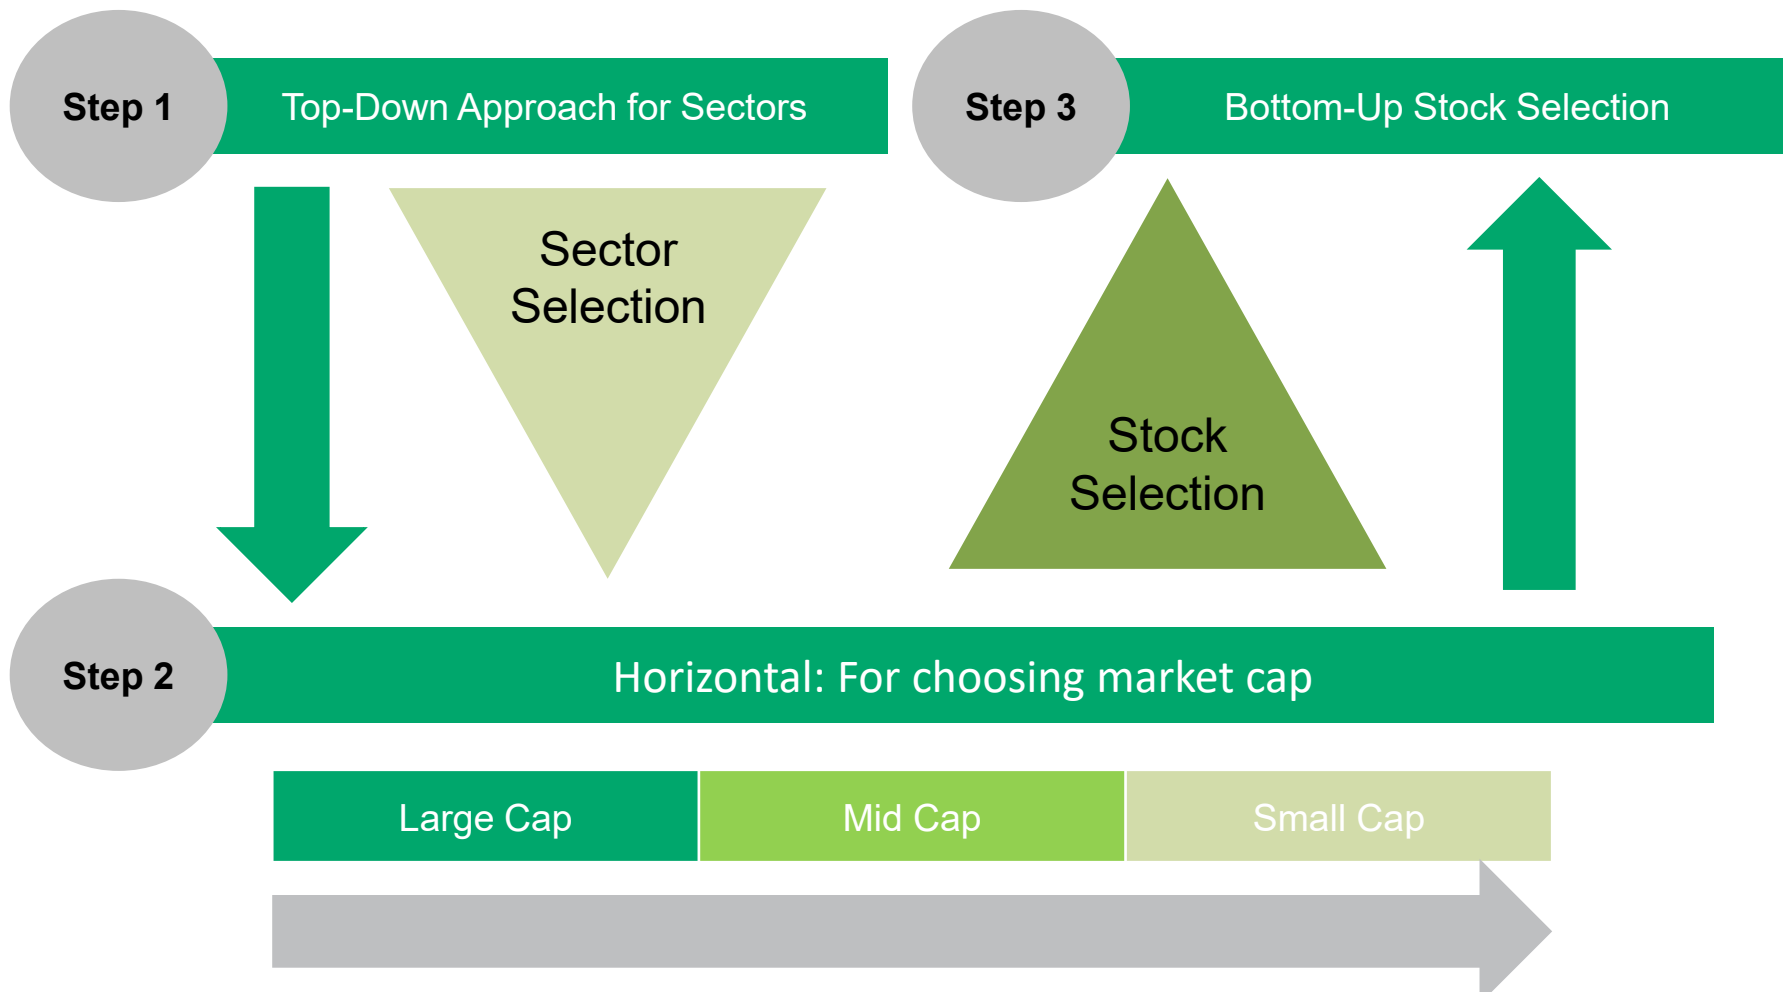 Step 1
Top-Down Approach for Sectors
Sector
Selection
Step 3
Bottom-Up Stock Selection
Stock
Selection
Step 2
Horizontal: For choosing market cap
Large Cap
Mid Cap
Small Cap